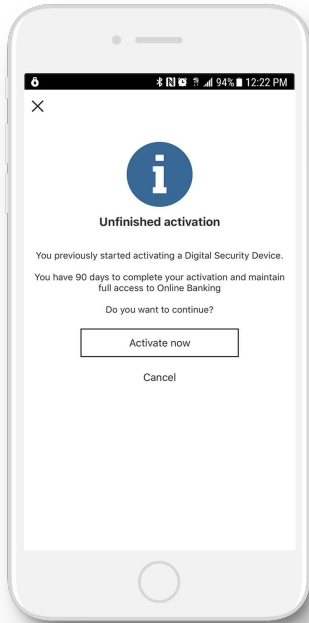 94% 12:22 PM
Unfinished activation
You previously started activating a Digital Security Device.
You have 90 days to complete your activation and maintain
full access to Online Banking
Do you want to continue?
Activate now
Cancel